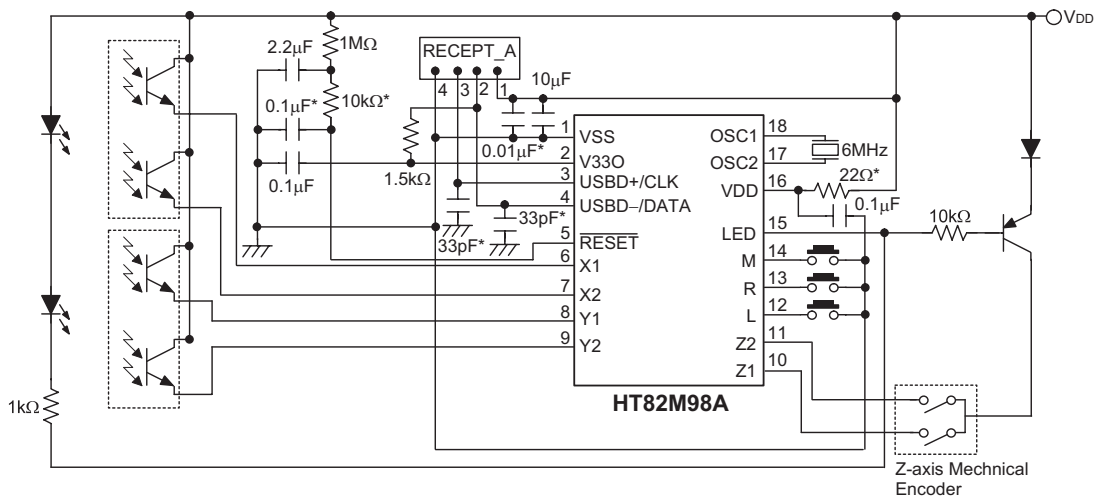 VDD
2.2μF
1MΩ
RECEPT_A
4
3
2
1
10μF
0.1μF*
10kΩ*
0.01μF*
0.1μF
1.5kΩ
33pF*
33pF*
1
VSS
2
V33O
3
USBD+/CLK
4
USBD−/DATA
5
RESET
6
X1
7
X2
8
Y1
9
Y2
OSC1
18
OSC2
17
6MHz
VDD
16
22Ω*
0.1μF
LED
15
10kΩ
M
14
R
13
L
12
Z2
11
Z1
10
HT82M98A
1kΩ
Z-axis Mechnical
Encoder